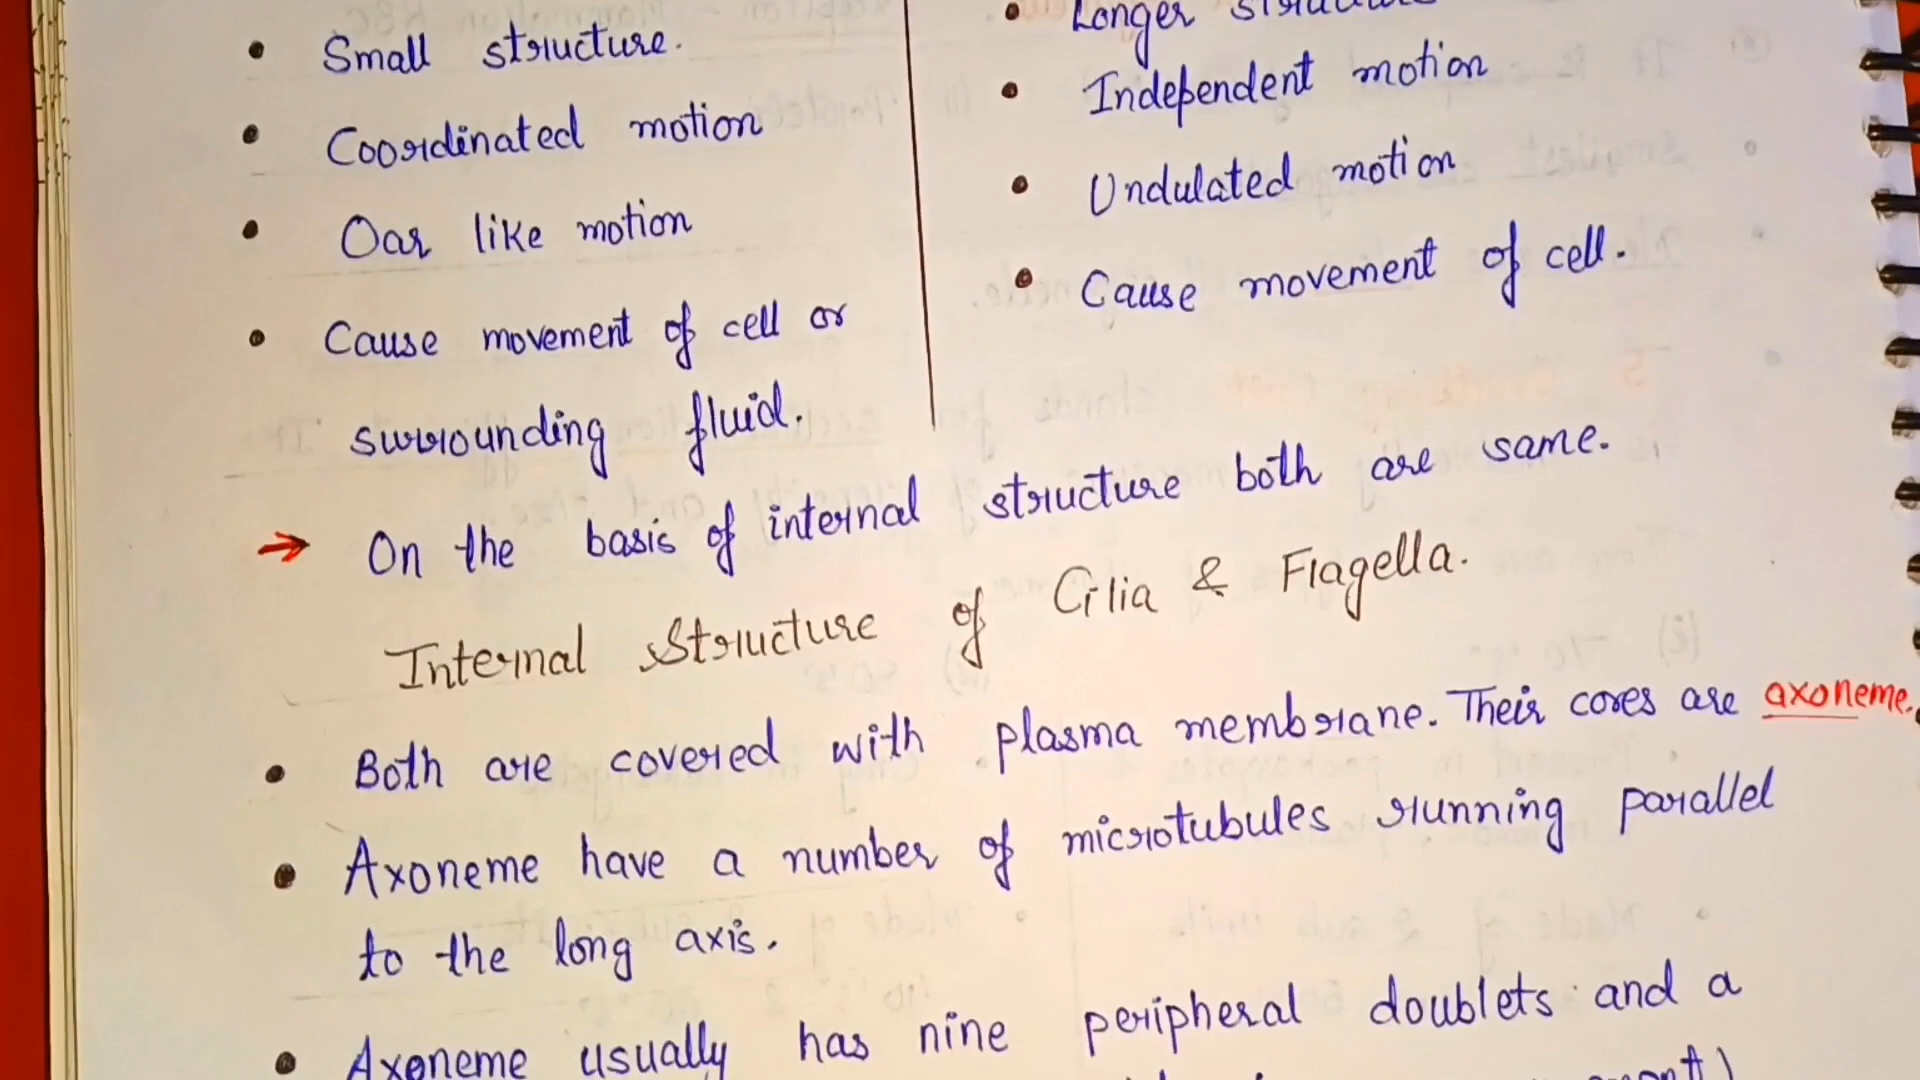 Small structure.
Coordinated motion
Oar like motion
Cause movement of cell or
surrounding fluid.
Longer
Independent motion
Undulated motion
Cause movement of cell.
→ On the basis of internal structure both are same.
Internal Structure of Cilia & Flagella.
Both are covered with plasma membrane. Their cores are axoneme.
Axoneme have a number of microtubules running parallel
to the long axis.
Axoneme usually has nine peripheral doublets and a